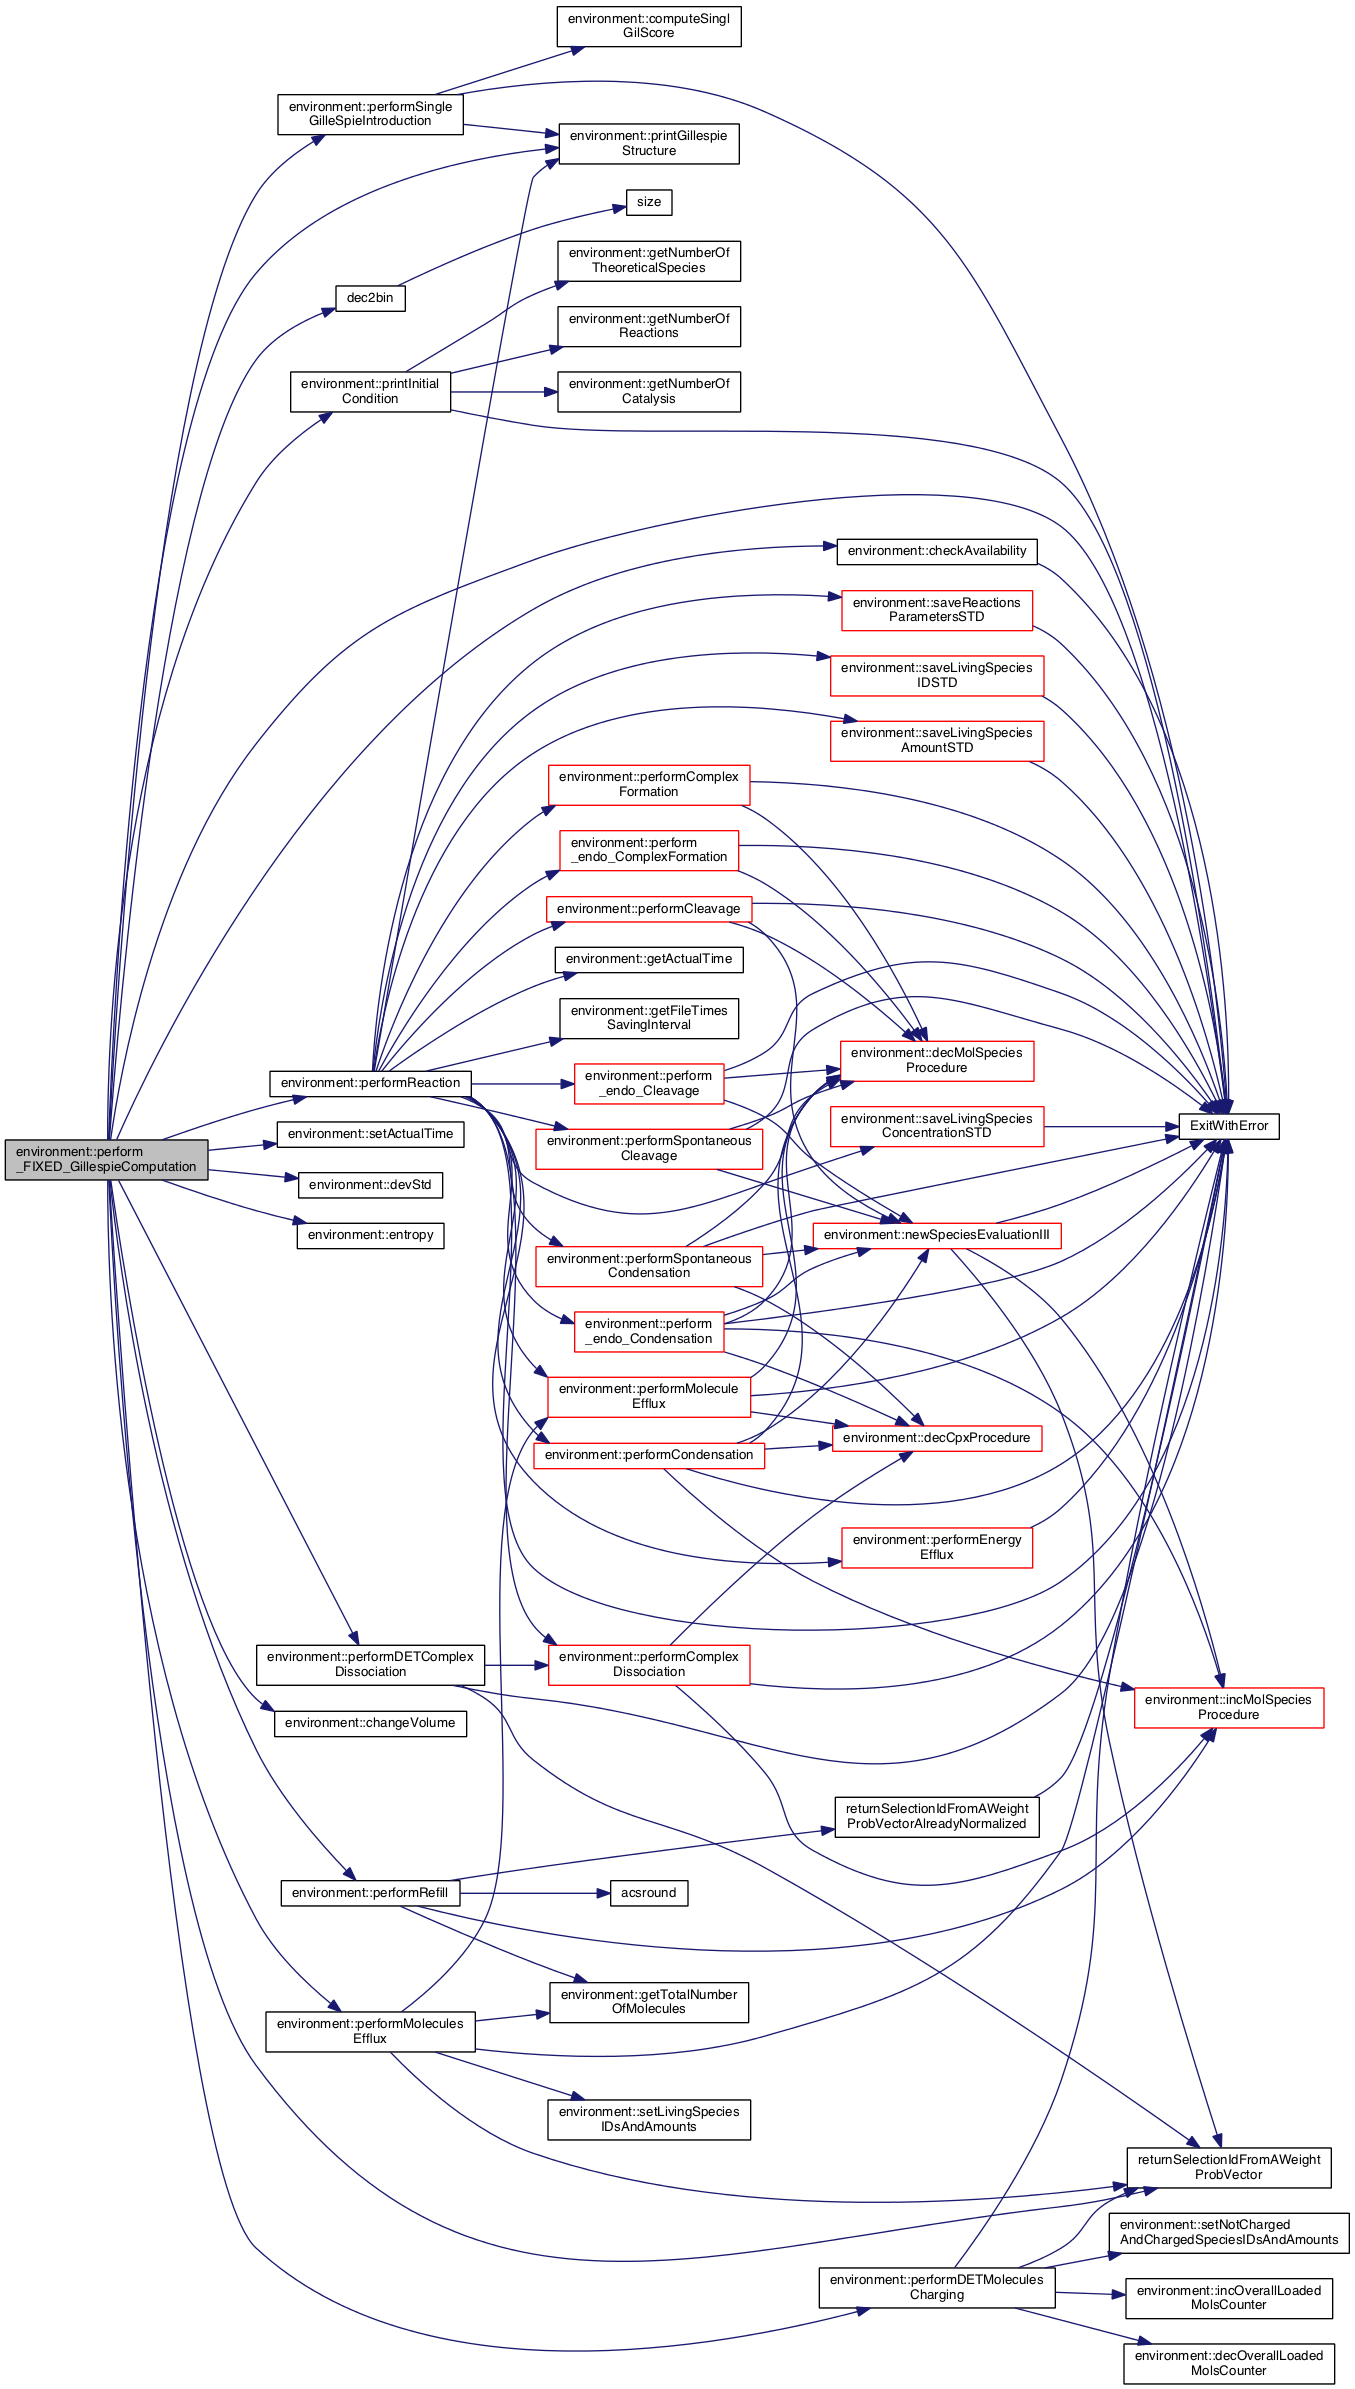 environment::computeSingl
GilScore
environment::performSingle
GilleSpieIntroduction
environment::printGillespie
Structure
size
environment::getNumberOf
TheoreticalSpecies
dec2bin
environment::getNumberOf
Reactions
environment::printInitial
Condition
environment::getNumberOf
Catalysis
environment::checkAvailability
environment::saveReactions
ParametersSTD
environment::saveLivingSpecies
IDSTD
environment::saveLivingSpecies
AmountSTD
environment::performComplex
Formation
environment::perform
_endo_ComplexFormation
environment::performCleavage
environment::getActualTime
environment::getFileTimes
SavingInterval
environment::decMolSpecies
Procedure
environment::performReaction
environment::perform
_endo_Cleavage
environment::saveLivingSpecies
ConcentrationSTD
ExitWithError
environment::setActualTime
environment::performSpontaneous
Cleavage
environment::perform
_FIXED_GillespieComputation
environment::devStd
environment::entropy
environment::newSpeciesEvaluationIII
environment::performSpontaneous
Condensation
environment::perform
_endo_Condensation
environment::performMolecule
Efflux
environment::decCpxProcedure
environment::performCondensation
environment::performEnergy
Efflux
environment::performDETComplex
Dissociation
environment::performComplex
Dissociation
environment::incMolSpecies
Procedure
environment::changeVolume
returnSelectionIdFromAWeight
ProbVectorAlreadyNormalized
environment::performRefill
acsround
environment::getTotalNumber
OfMolecules
environment::performMolecules
Efflux
environment::setLivingSpecies
IDsAndAmounts
returnSelectionIdFromAWeight
ProbVector
environment::setNotCharged
AndChargedSpeciesIDsAndAmounts
environment::performDETMolecules
Charging
environment::incOverallLoaded
MolsCounter
environment::decOverallLoaded
MolsCounter